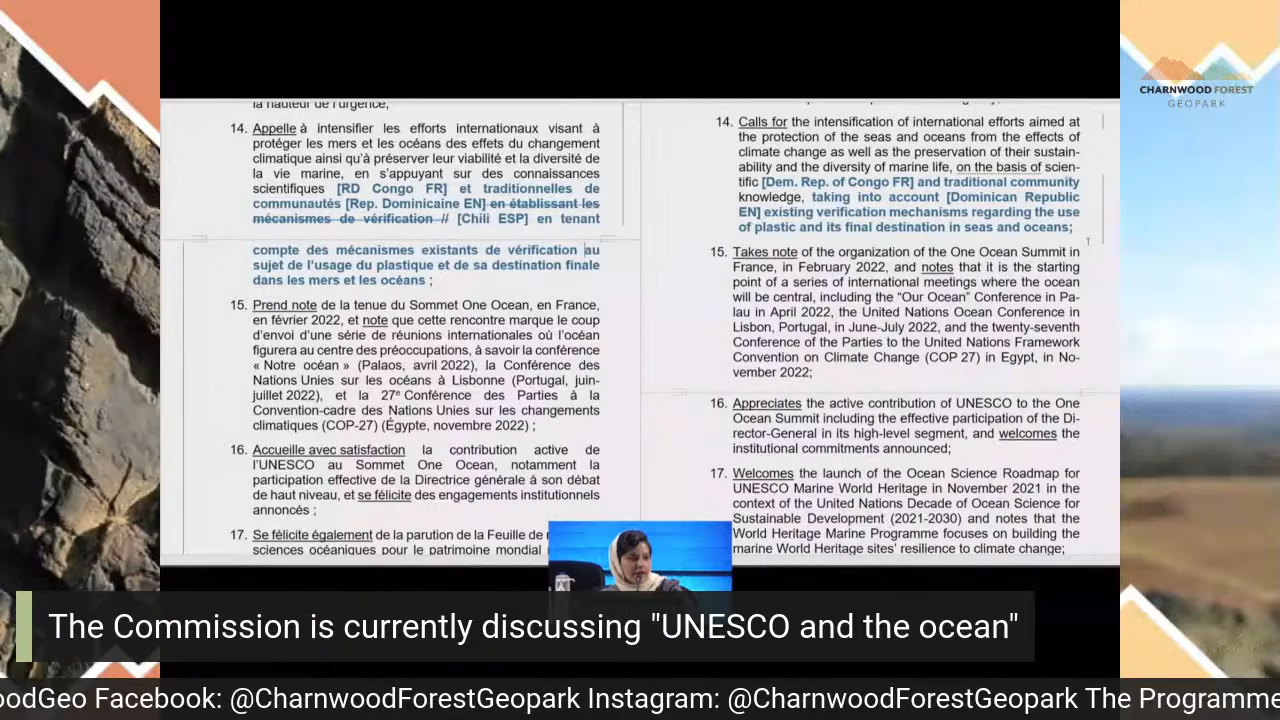 la hauteur de l'urgence,
14. Appelle à intensifier les efforts internationaux visant à
protéger les mers et les océans des effets du changement
climatique ainsi qu'à préserver leur viabilité et la diversité de
la vie marine, en s'appuyant sur des connaissances
scientifiques [RD Congo FR] et traditionnelles de
communautés [Rep. Dominicaine EN] en établissant les
mécanismes de vérification // [Chili ESP] en tenant
compte des mécanismes existants de vérification au
sujet de l'usage du plastique et de sa destination finale
dans les mers et les océans ;
15. Prend note de la tenue du Sommet One Ocean, en France,
en février 2022, et note que cette rencontre marque le coup
d'envoi d'une série de réunions internationales où l'océan
figurera au centre des préoccupations, à savoir la conférence
« Notre océan » (Palaos, avril 2022), la Conférence des
Nations Unies sur les océans à Lisbonne (Portugal, juin-
juillet 2022), et la 27e Conférence des Parties à la
Convention-cadre des Nations Unies sur les changements
climatiques (COP-27) (Égypte, novembre 2022) ;
16. Accueille avec satisfaction la contribution active de
l'UNESCO au Sommet One Ocean, notamment la
participation effective de la Directrice générale à son débat
de haut niveau, et se félicite des engagements institutionnels
annoncés ;
17. Se félicite également de la parution de la Feuille de
sciences océaniques pour le patrimoine mondial
14. Calls for the intensification of international efforts aimed at
the protection of the seas and oceans from the effects of
climate change as well as the preservation of their sustain-
ability and the diversity of marine life, on the basis of scien-
tific [Dem. Rep. of Congo FR] and traditional community
knowledge, taking into account [Dominican Republic
EN] existing verification mechanisms regarding the use
of plastic and its final destination in seas and oceans;
15. Takes note of the organization of the One Ocean Summit in
France, in February 2022, and notes that it is the starting
point of a series of international meetings where the ocean
will be central, including the "Our Ocean" Conference in Pa-
lau in April 2022, the United Nations Ocean Conference in
Lisbon, Portugal, in June-July 2022, and the twenty-seventh
Conference of the Parties to the United Nations Framework
Convention on Climate Change (COP 27) in Egypt, in No-
vember 2022;
16. Appreciates the active contribution of UNESCO to the One
Ocean Summit including the effective participation of the Di-
rector-General in its high-level segment, and welcomes the
institutional commitments announced;
17. Welcomes the launch of the Ocean Science Roadmap for
UNESCO Marine World Heritage in November 2021 in the
context of the United Nations Decade of Ocean Science for
Sustainable Development (2021-2030) and notes that the
World Heritage Marine Programme focuses on building the
marine World Heritage sites' resilience to climate change;
CHARNWOOD FOREST
GEOPARK
The Commission is currently discussing "UNESCO and the ocean"
oodGeo Facebook: @CharnwoodForestGeopark Instagram: @CharnwoodForestGeopark The Programme